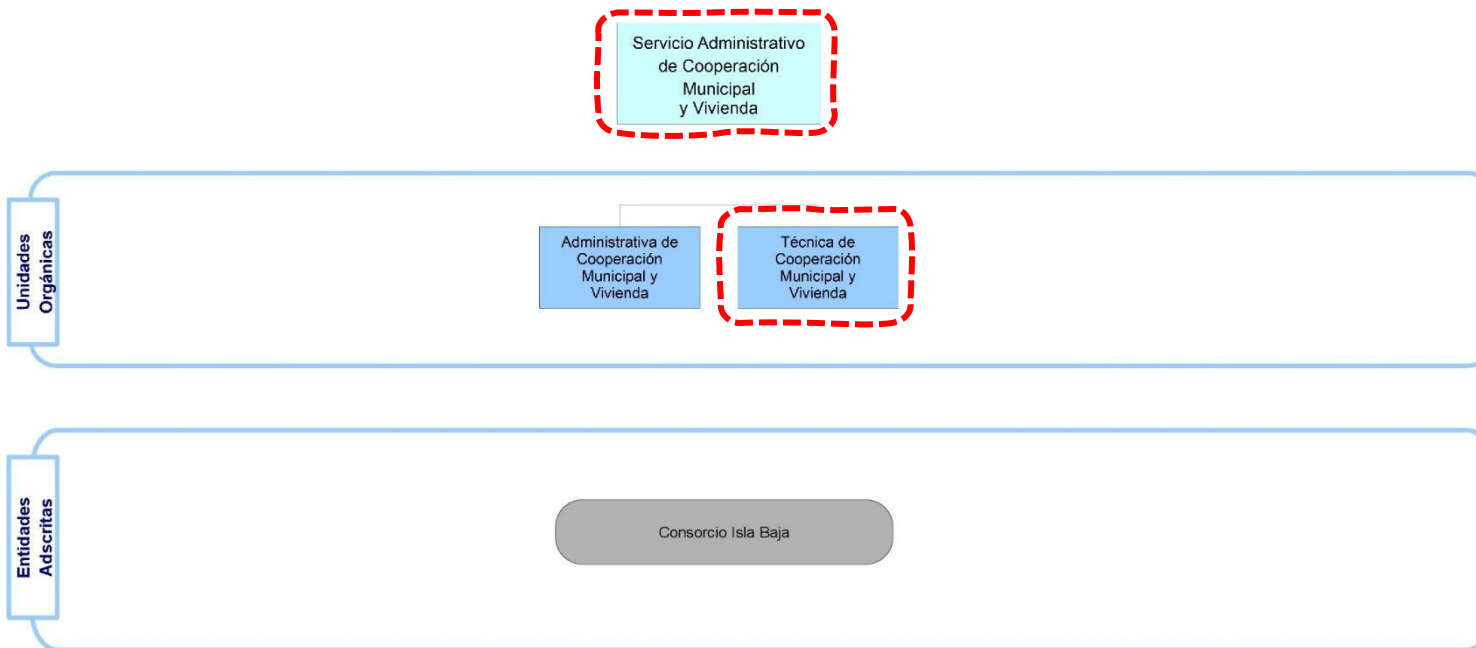 Servicio Administrativo
de Cooperación
Municipal
y Vivienda
Unidades
Orgánicas
Administrativa de
Cooperación
Municipal y
Vivienda
Técnica de
Cooperación
Municipal y
Vivienda
Entidades
Adscritas
Consorcio Isla Baja